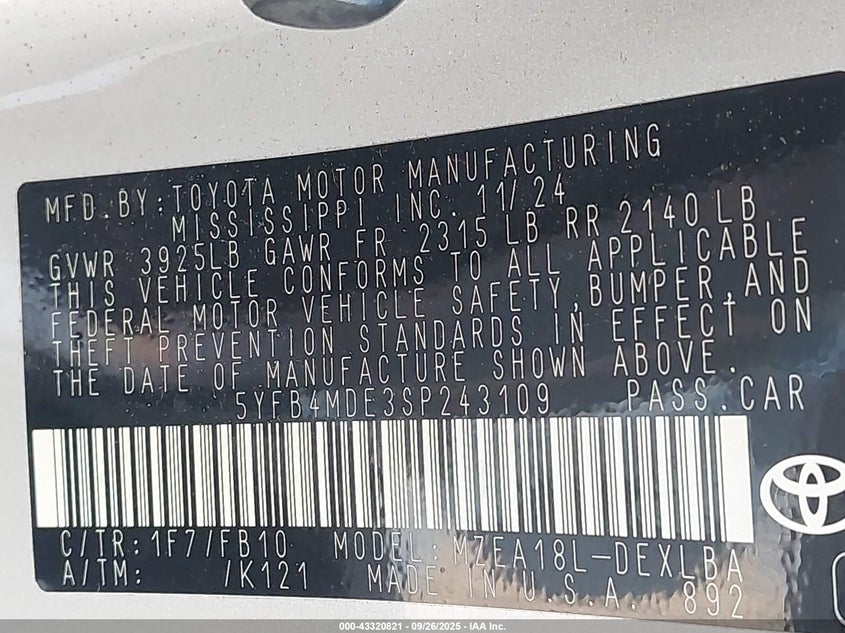 MFD.BY:TOYOTA MOTOR MANUFACTURING
MISSISSIPPI INC. 11/24
GVWR 3925LB GAWR FR 2315 LB RR 2140 LB
THIS VEHICLE CONFORMS TO ALL APPLICABLE
FEDERAL MOTOR VEHICLE SAFETY,BUMPER,AND
THEFT PREVENTION STANDARDS IN EFFECT ON
THE DATE OF MANUFACTURE SHOWN ABOVE.
5YFB4MDE3SP243109 PASS.CAR
C/TR:1F7/FB10 MODEL:MZEA18L-DEXLBA
A/TM: /K121 MADE IN U.S.A. 892
000-43320821 - 09/26/2025 - IAA Inc.